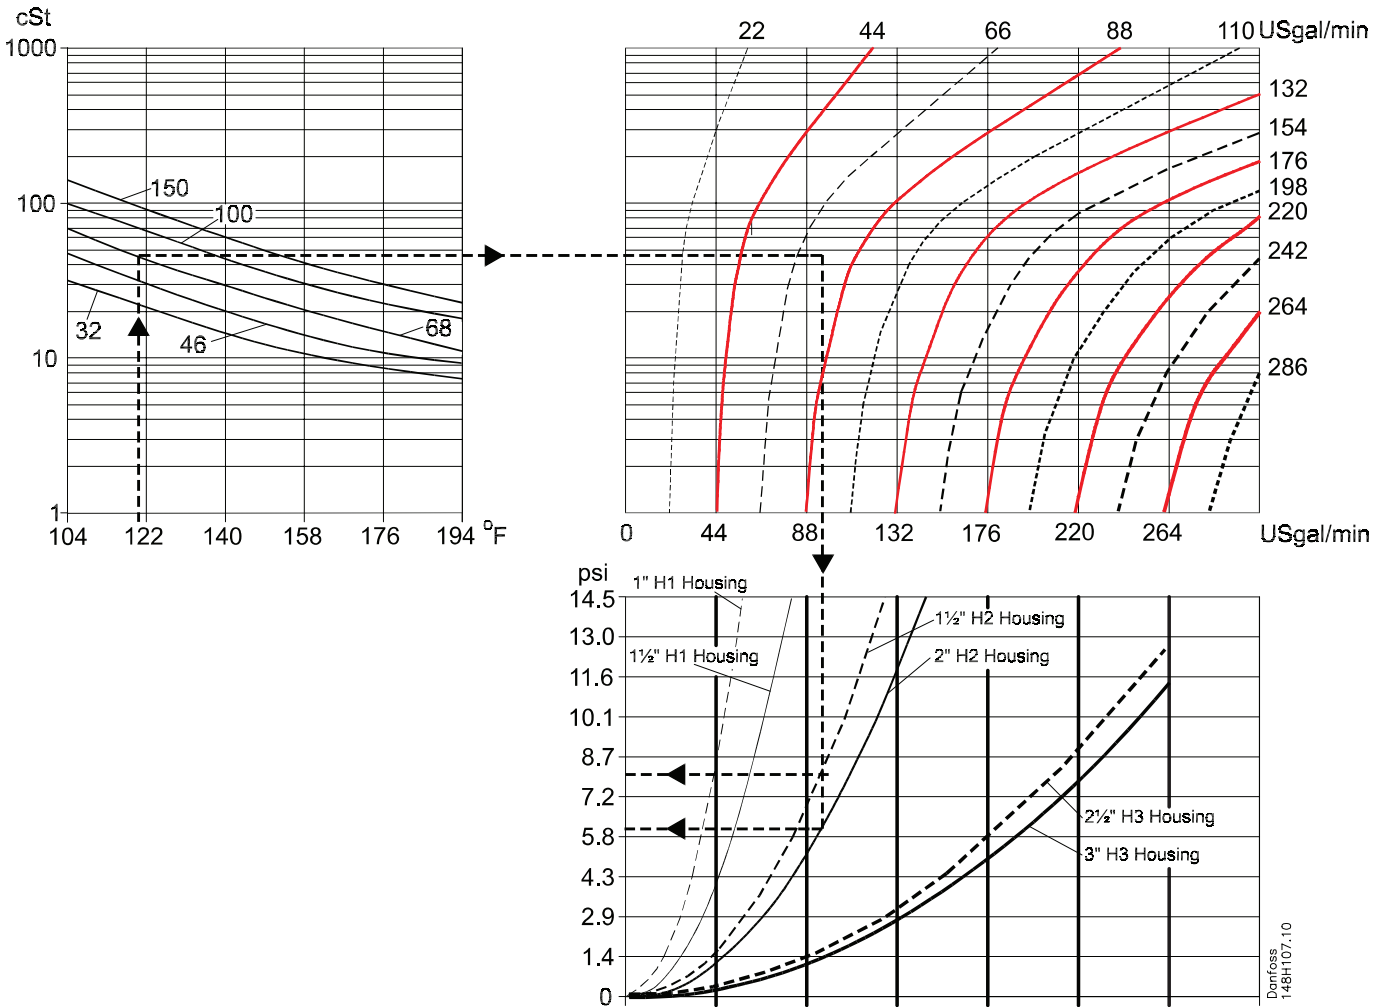 cSt
1000
100
10
1
150
100
32
46
68
104 122 140 158 176 194 °F
22 44 66 88 110 USgal/min
132
154
176
198
220
242
264
286
0 44 88 132 176 220 264 USgal/min
psi
14.5
13.0
11.6
10.1
8.7
7.2
5.8
4.3
2.9
1.4
0
1" H1 Housing
1½" H1 Housing
1½" H2 Housing
2" H2 Housing
2½" H3 Housing
3" H3 Housing
Danfoss
148H107.10